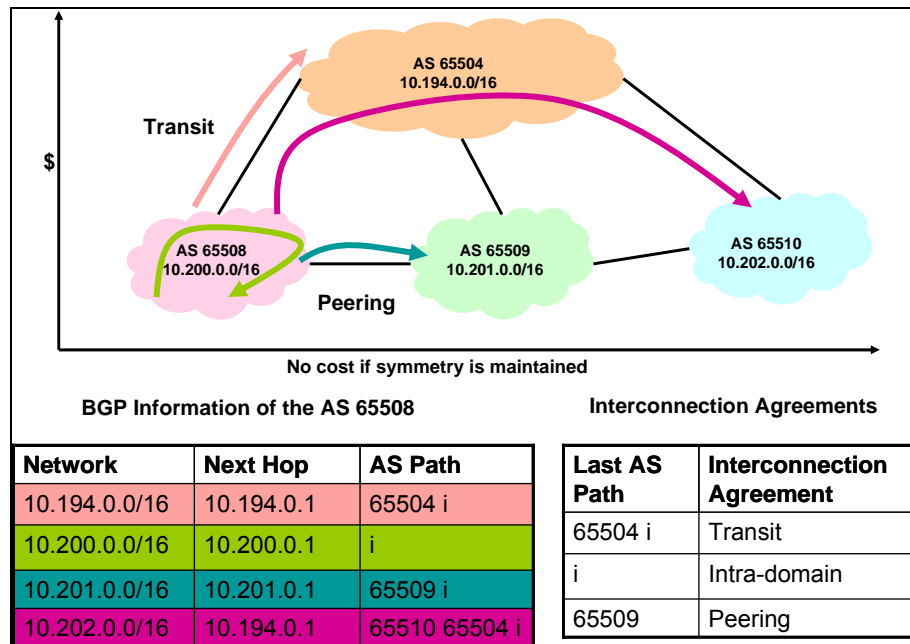 AS 65504
10.194.0.0/16
Transit
$
AS 65508
10.200.0.0/16
AS 65509
10.201.0.0/16
AS 65510
10.202.0.0/16
Peering
No cost if symmetry is maintained
BGP Information of the AS 65508
Network Next Hop AS Path
10.194.0.0/16 10.194.0.1 65504 i
10.200.0.0/16 10.200.0.1 i
10.201.0.0/16 10.201.0.1 65509 i
10.202.0.0/16 10.194.0.1 65510 65504 i
Interconnection Agreements
Last AS Interconnection
Path Agreement
65504 i Transit
i Intra-domain
65509 Peering